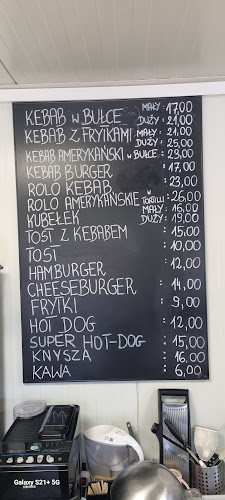 KEBAB W BUŁCE MAŁY: 17,00
DUŻY: 21,00
KEBAB Z FRYTKAMI MAŁY: 21,00
DUŻY: 25,00
KEBAB AMERYKAŃSKI W BUŁCE: 23,00
KEBAB BURGER : 17,00
ROLO KEBAB : 23,00
ROLO AMERYKAŃSKIE W TORTILLI : 26,00
KUBEŁEK MAŁY: 16,00
DUŻY: 19,00
TOST Z KEBABEM : 15,00
TOST : 10,00
HAMBURGER : 12,00
CHEESEBURGER : 14,00
FRYTKI : 9,00
HOT DOG : 12,00
SUPER HOT-DOG : 15,00
KNYSZA : 16,00
KAWA : 6,00
Galaxy S21+ 5G